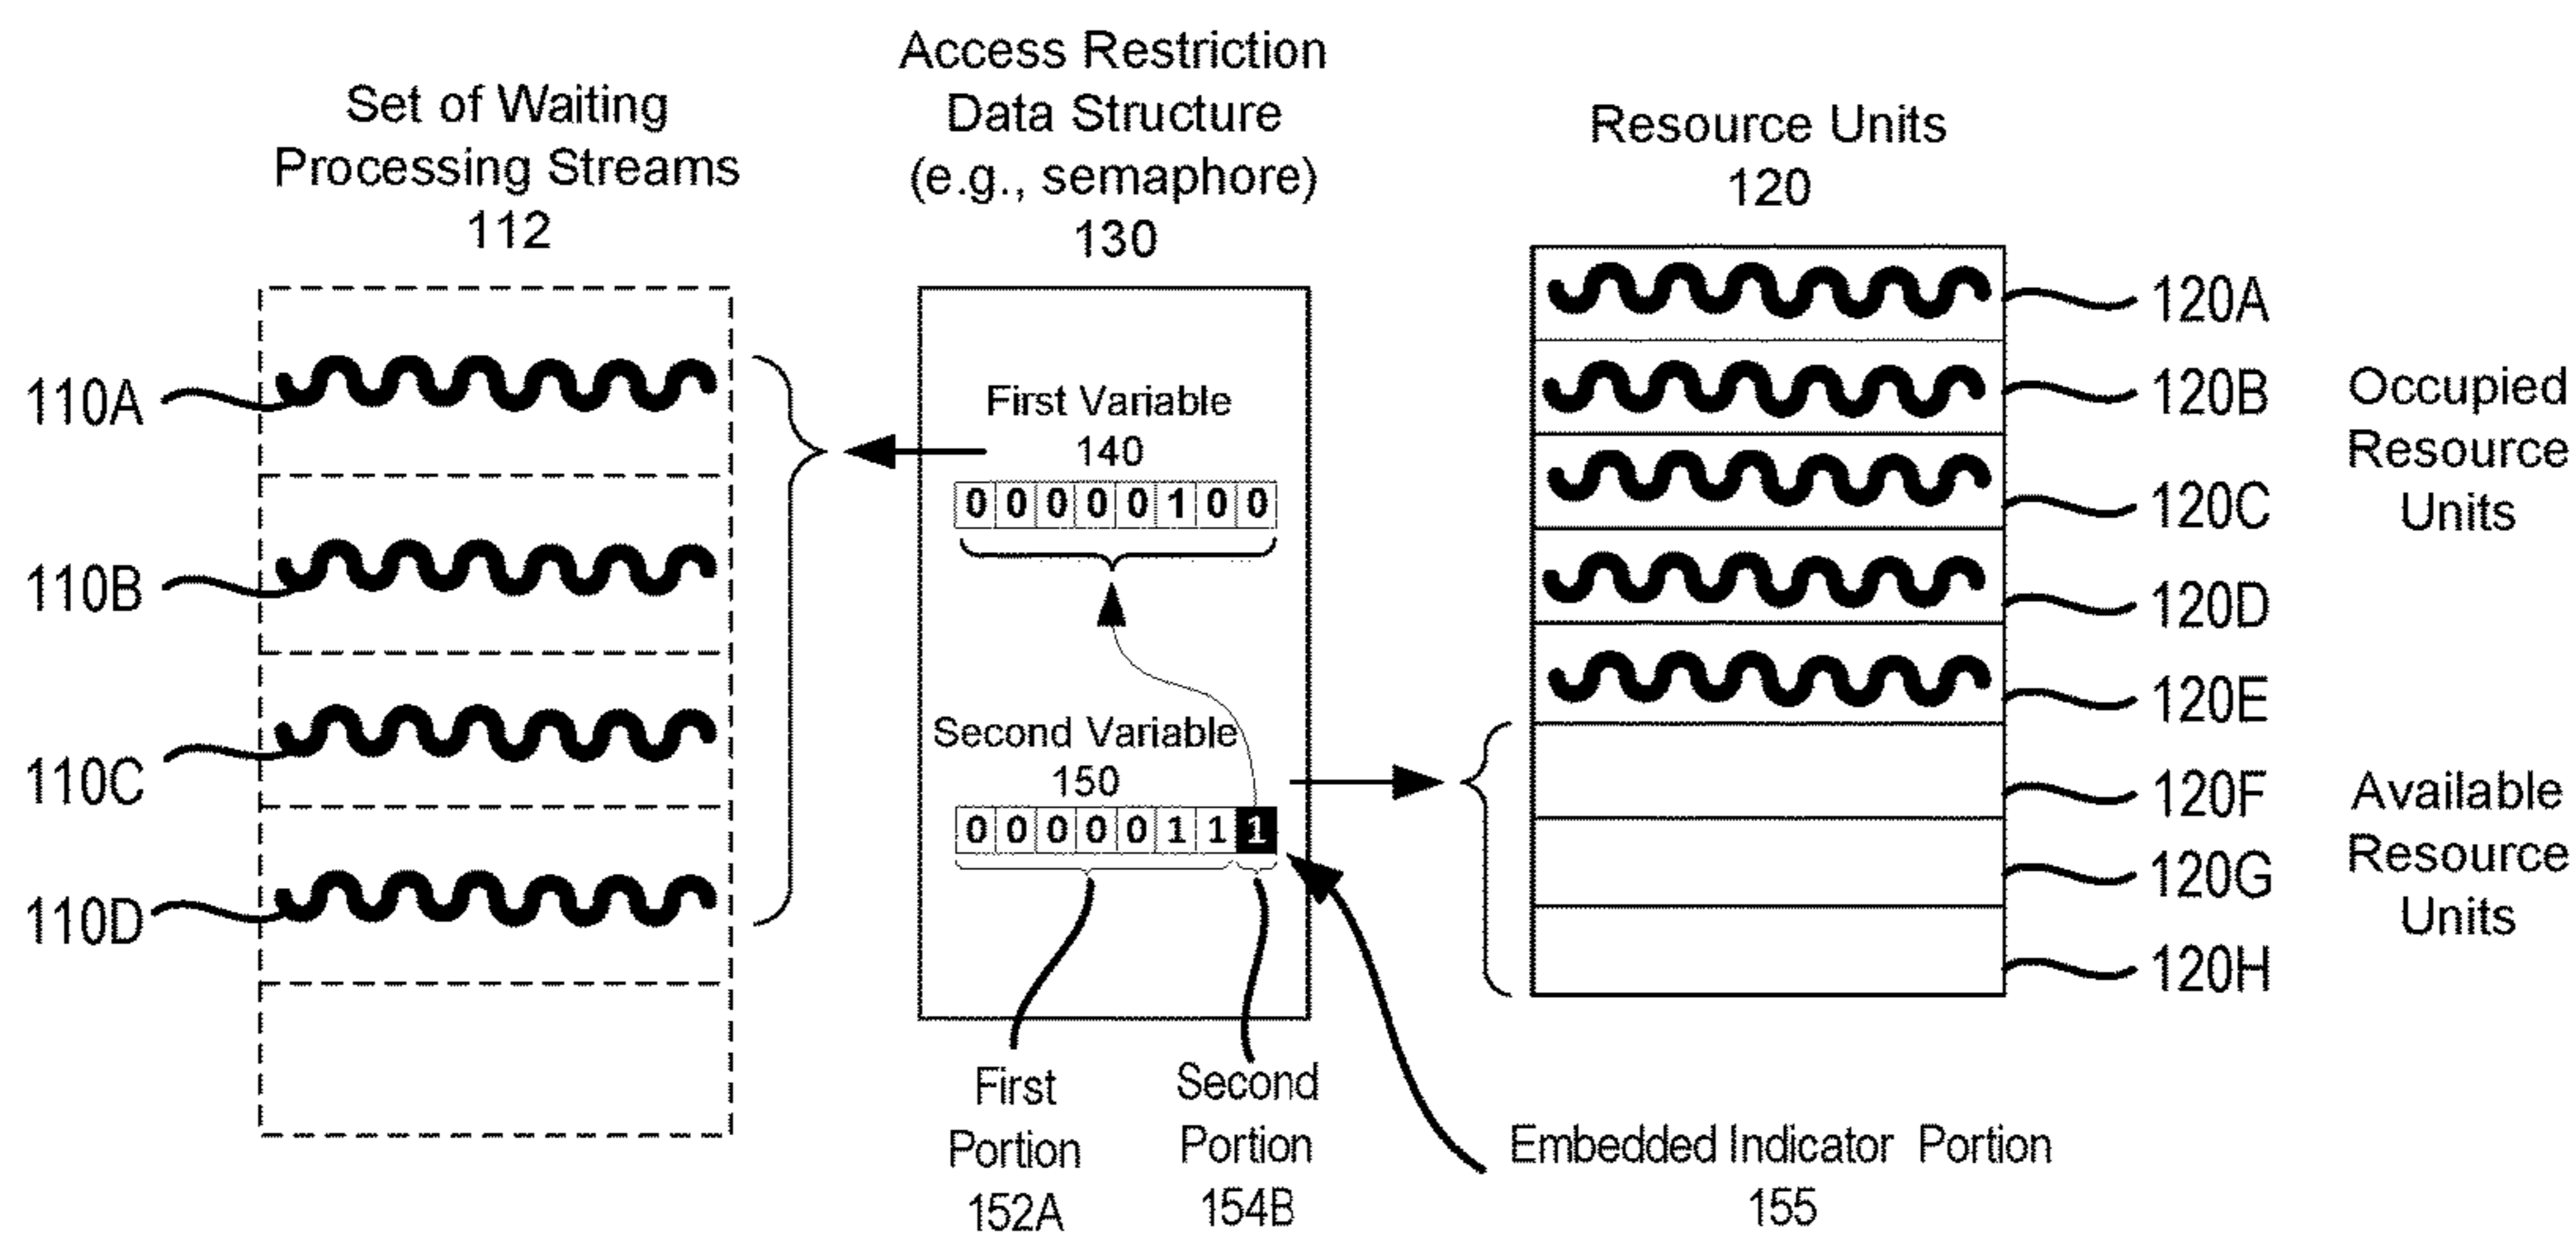 Set of Waiting
Processing Streams
112
110A
110B
110C
110D
Access Restriction
Data Structure
(e.g., semaphore)
130
First Variable
140
0 0 0 0 0 1 0 0
Second Variable
150
0 0 0 0 0 1 1 1
First
Portion
152A
Second
Portion
154B
Embedded Indicator Portion
155
Resource Units
120
120A
120B
120C
120D
120E
120F
120G
120H
Occupied
Resource
Units
Available
Resource
Units